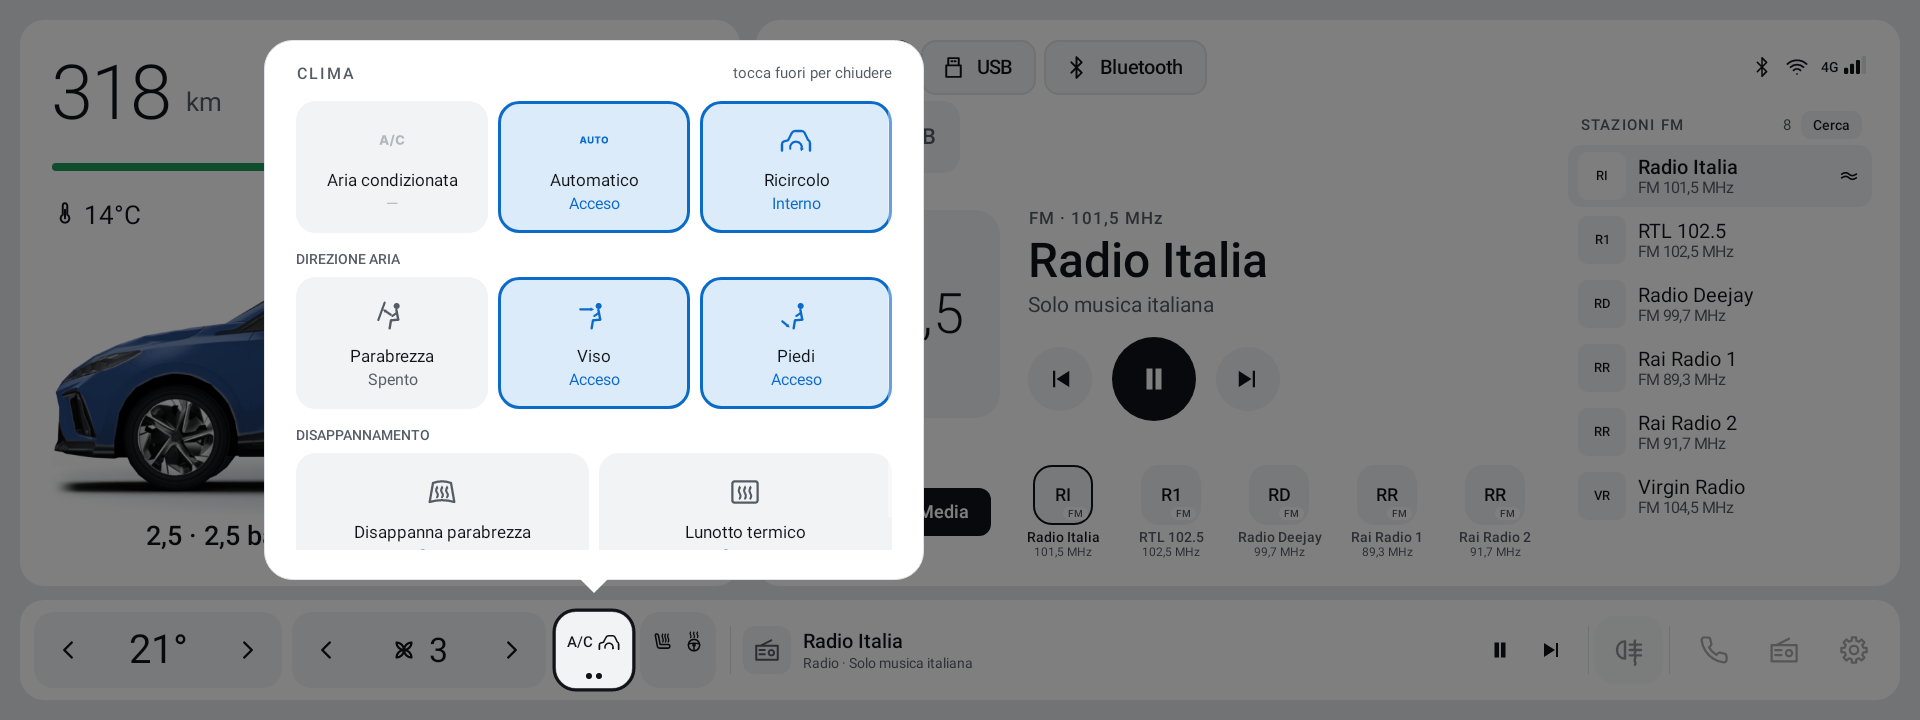 318 km
14°C
2,5 · 2,5
CLIMA
tocca fuori per chiudere
A/C
Aria condizionata
—
AUTO
Automatico
Acceso
Ricircolo
Interno
DIREZIONE ARIA
Parabrezza
Spento
Viso
Acceso
Piedi
Acceso
DISAPPANNAMENTO
Disappanna parabrezza
Lunotto termico
USB
Bluetooth
4G
B
,5
FM · 101,5 MHz
Radio Italia
Solo musica italiana
Media
RI
FM
Radio Italia
101,5 MHz
R1
FM
RTL 102.5
102,5 MHz
RD
FM
Radio Deejay
99,7 MHz
RR
FM
Rai Radio 1
89,3 MHz
RR
FM
Rai Radio 2
91,7 MHz
STAZIONI FM
8
Cerca
RI
Radio Italia
FM 101,5 MHz
R1
RTL 102.5
FM 102,5 MHz
RD
Radio Deejay
FM 99,7 MHz
RR
Rai Radio 1
FM 89,3 MHz
RR
Rai Radio 2
FM 91,7 MHz
VR
Virgin Radio
FM 104,5 MHz
21°
3
A/C
Radio Italia
Radio · Solo musica italiana